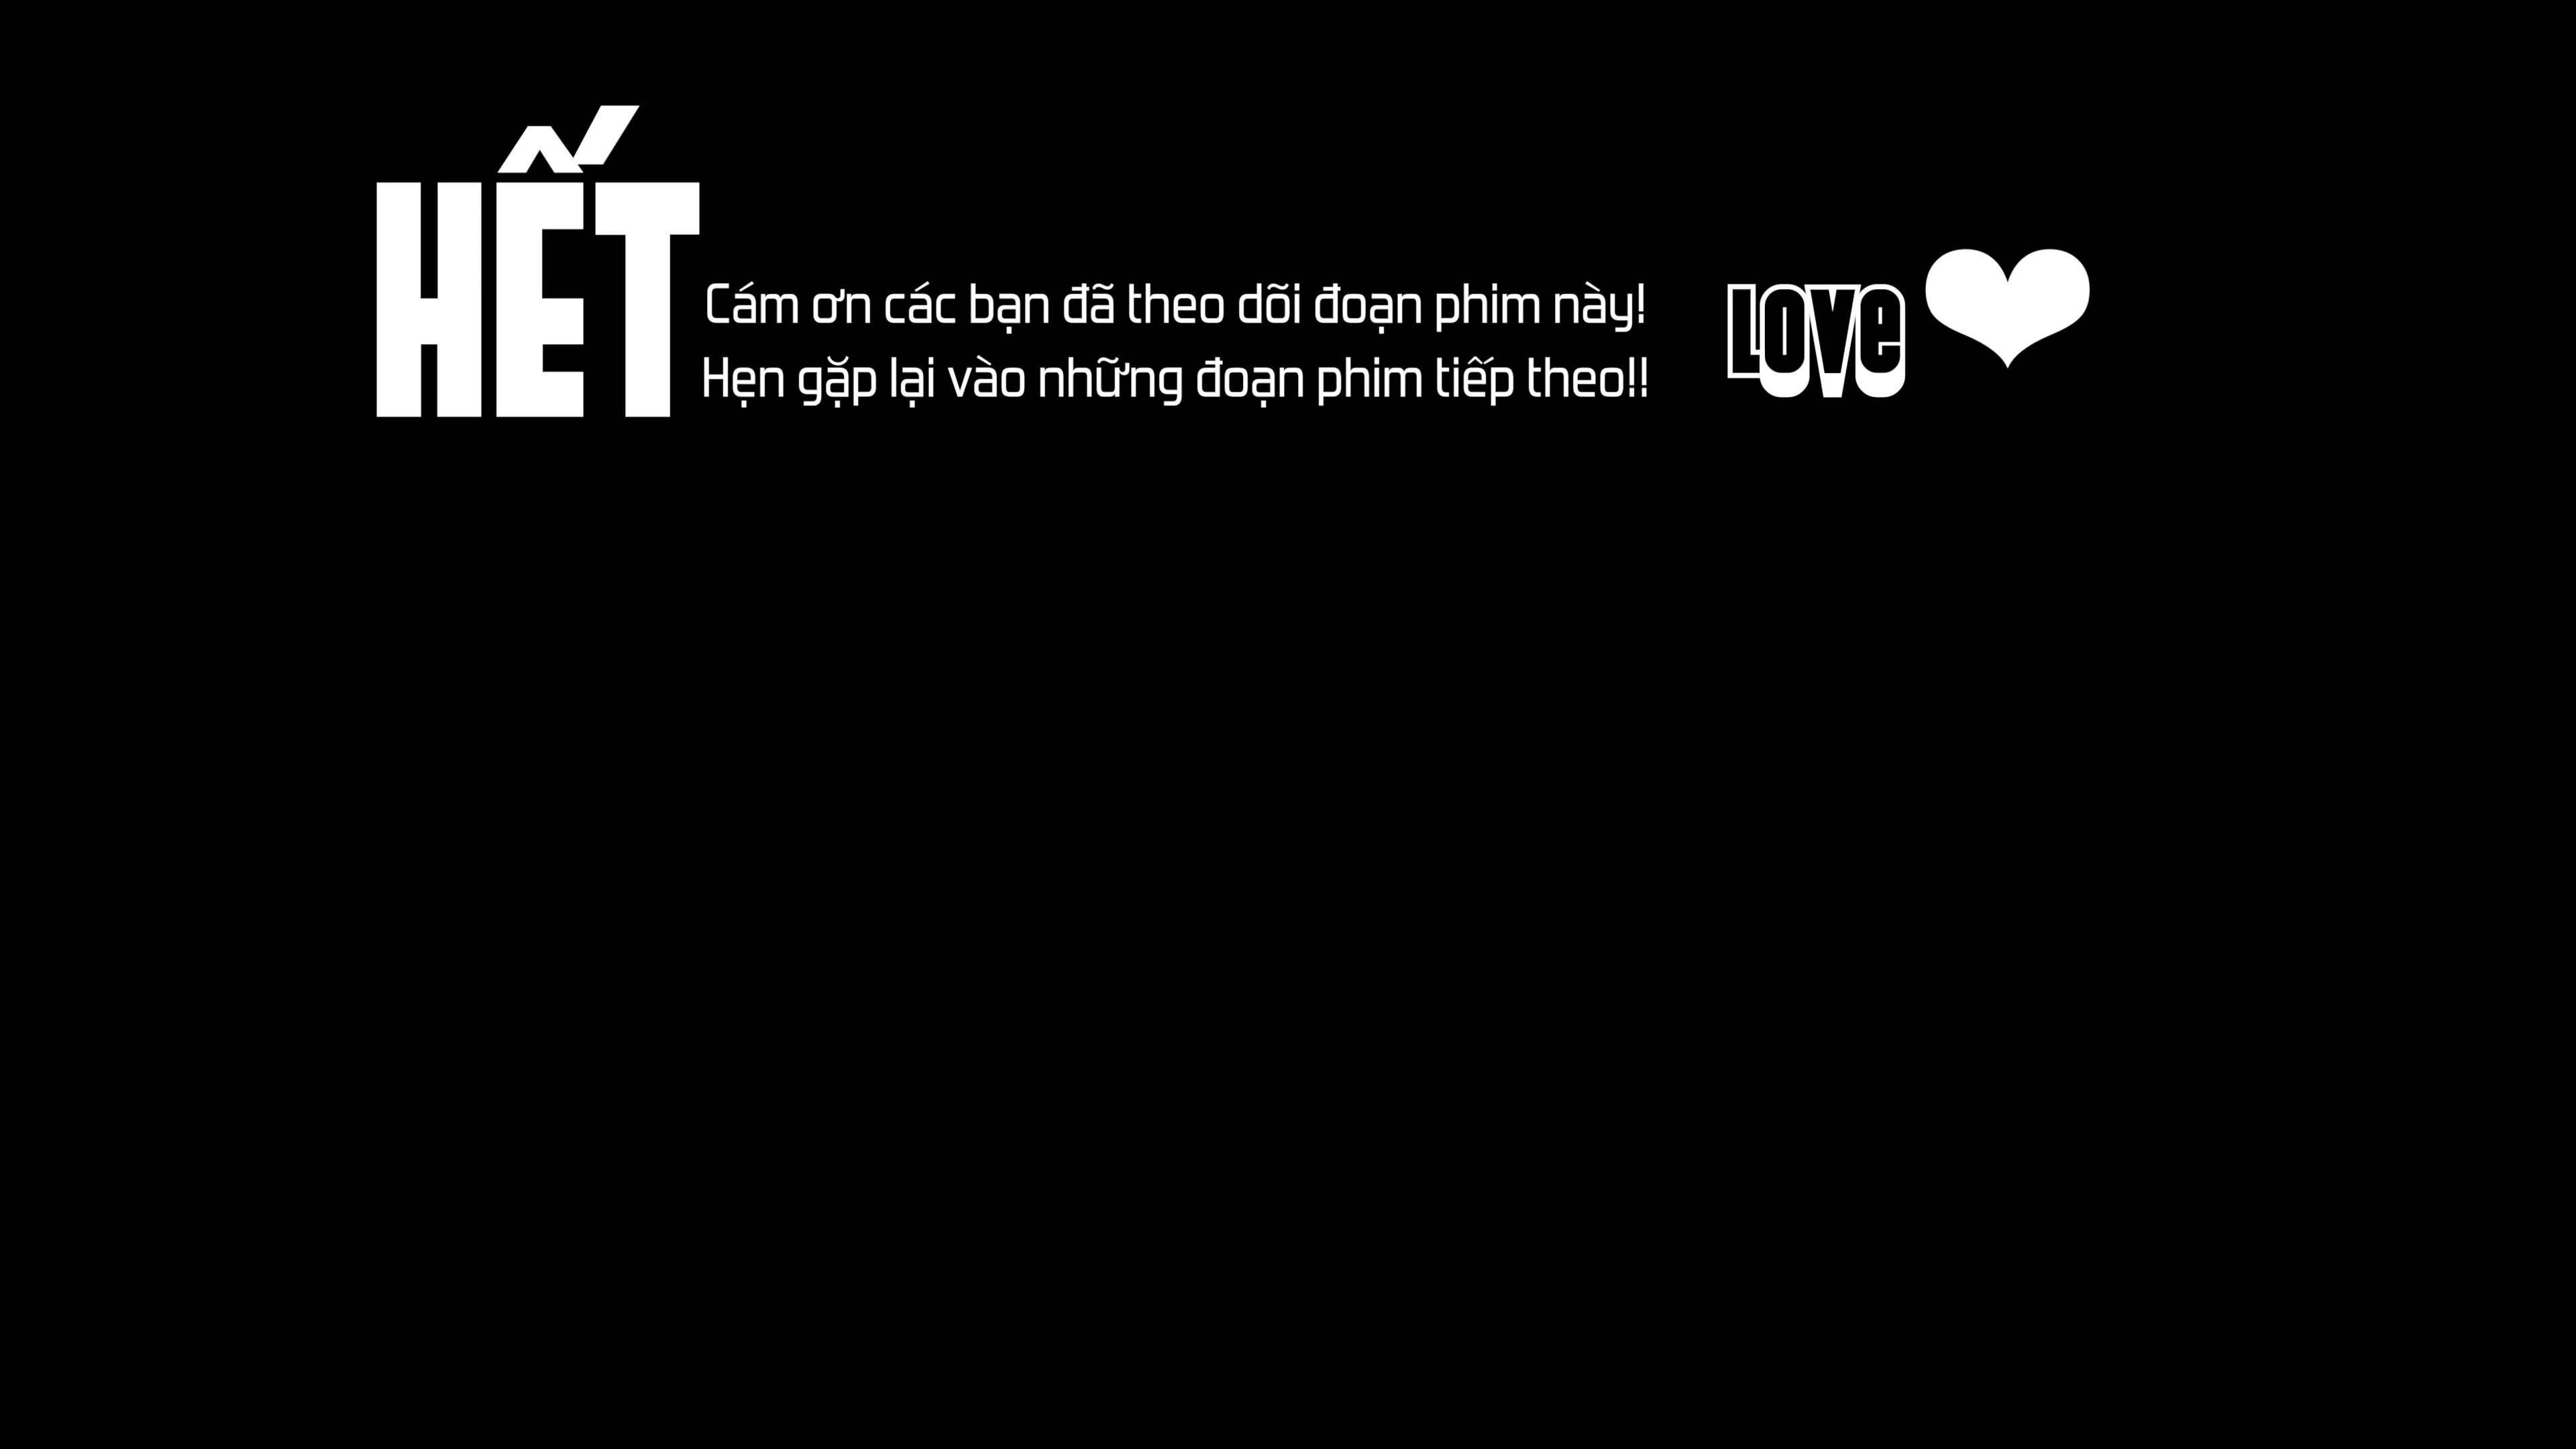 HẾT
Cám ơn các bạn đã theo dõi đoạn phim này!
Hẹn gặp lại vào những đoạn phim tiếp theo!!
LOVe